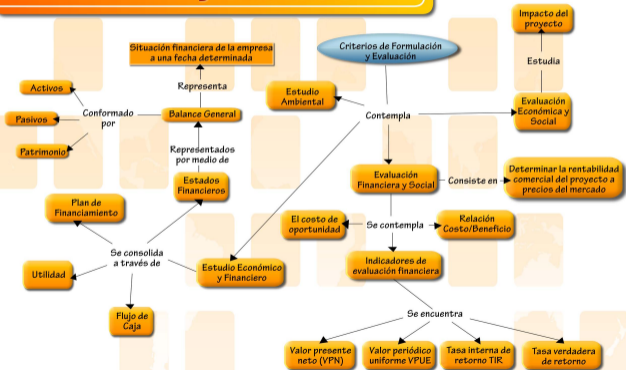 Impacto del
proyecto
Situación financiera de la empresa
a una fecha determinada
Criterios de Formulación
y Evaluación
Estudia
Representa
Activos
Estudio
Ambiental
Evaluación
Económica y
Social
Pasivos
Conformado
por
Balance General
Contempla
Patrimonio
Representados
por medio de
Evaluación
Financiera y Social
Consiste en
Determinar la rentabilidad
comercial del proyecto a
precios del mercado
Estados
Financieros
Plan de
Financiamiento
El costo de
oportunidad
Se contempla
Relación
Costo/Beneficio
Se consolida
a través de
Utilidad
Estudio Económico
y Financiero
Indicadores de
evaluación financiera
Flujo de
Caja
Se encuentra
Valor presente
neto (VPN)
Valor periódico
uniforme VPUE
Tasa interna de
retorno TIR
Tasa verdadera
de retorno